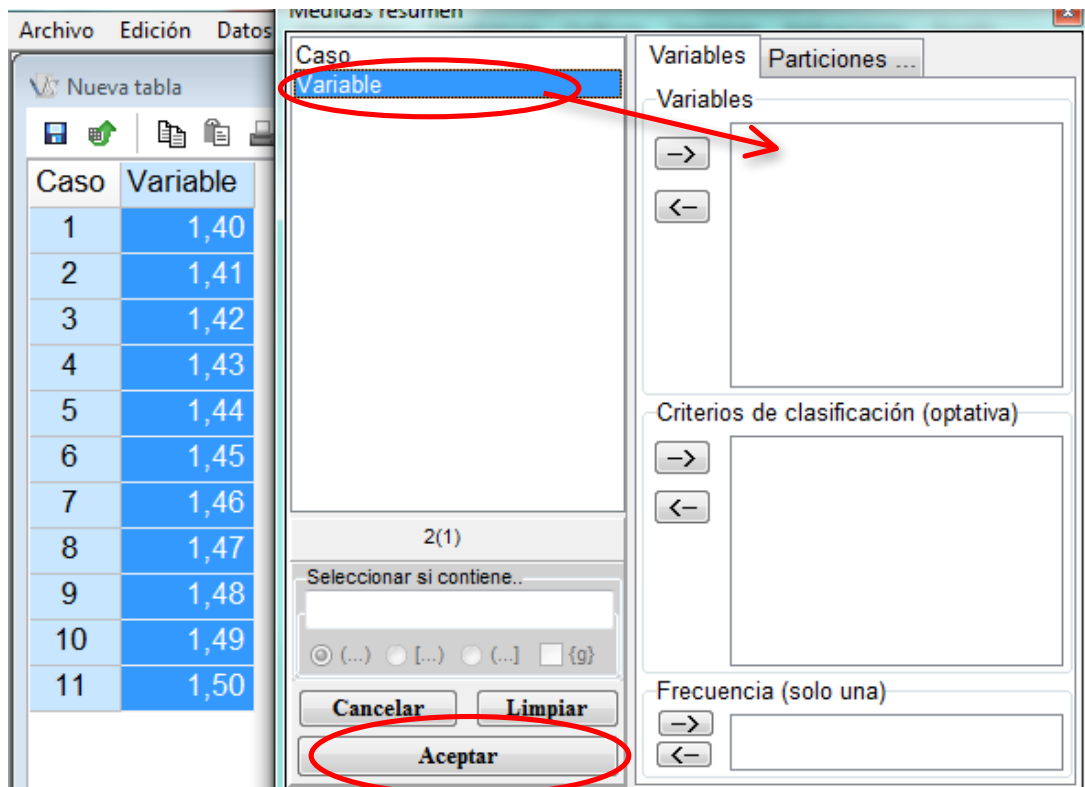 Archivo Edición Datos
Nueva tabla
Caso Variable
1 1,40
2 1,41
3 1,42
4 1,43
5 1,44
6 1,45
7 1,46
8 1,47
9 1,48
10 1,49
11 1,50
Medidas resumen
Caso
Variable
2(1)
Seleccionar si contiene..
(...) [...) (...] {g}
Cancelar Limpiar
Aceptar
Variables Particiones ...
Variables
–>
<–
Criterios de clasificación (optativa)
–>
<–
Frecuencia (solo una)
–>
<–